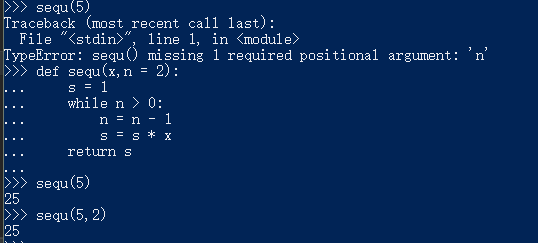 >>> sequ(5)
Traceback (most recent call last):
  File "<stdin>", line 1, in <module>
TypeError: sequ() missing 1 required positional argument: 'n'
>>> def sequ(x,n = 2):
...     s = 1
...     while n > 0:
...         n = n - 1
...         s = s * x
...     return s
...
>>> sequ(5)
25
>>> sequ(5,2)
25